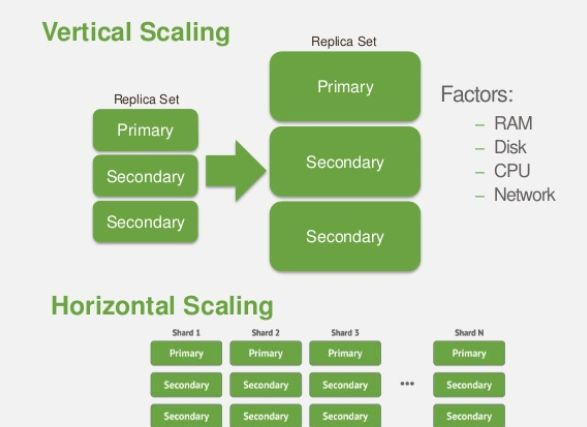 Vertical Scaling
Replica Set
Primary
Secondary
Secondary
Replica Set
Primary
Secondary
Secondary
Factors:
– RAM
– Disk
– CPU
– Network
Horizontal Scaling
Shard 1 Shard 2 Shard 3 Shard N
Primary Primary Primary Primary
Secondary Secondary Secondary ••• Secondary
Secondary Secondary Secondary Secondary